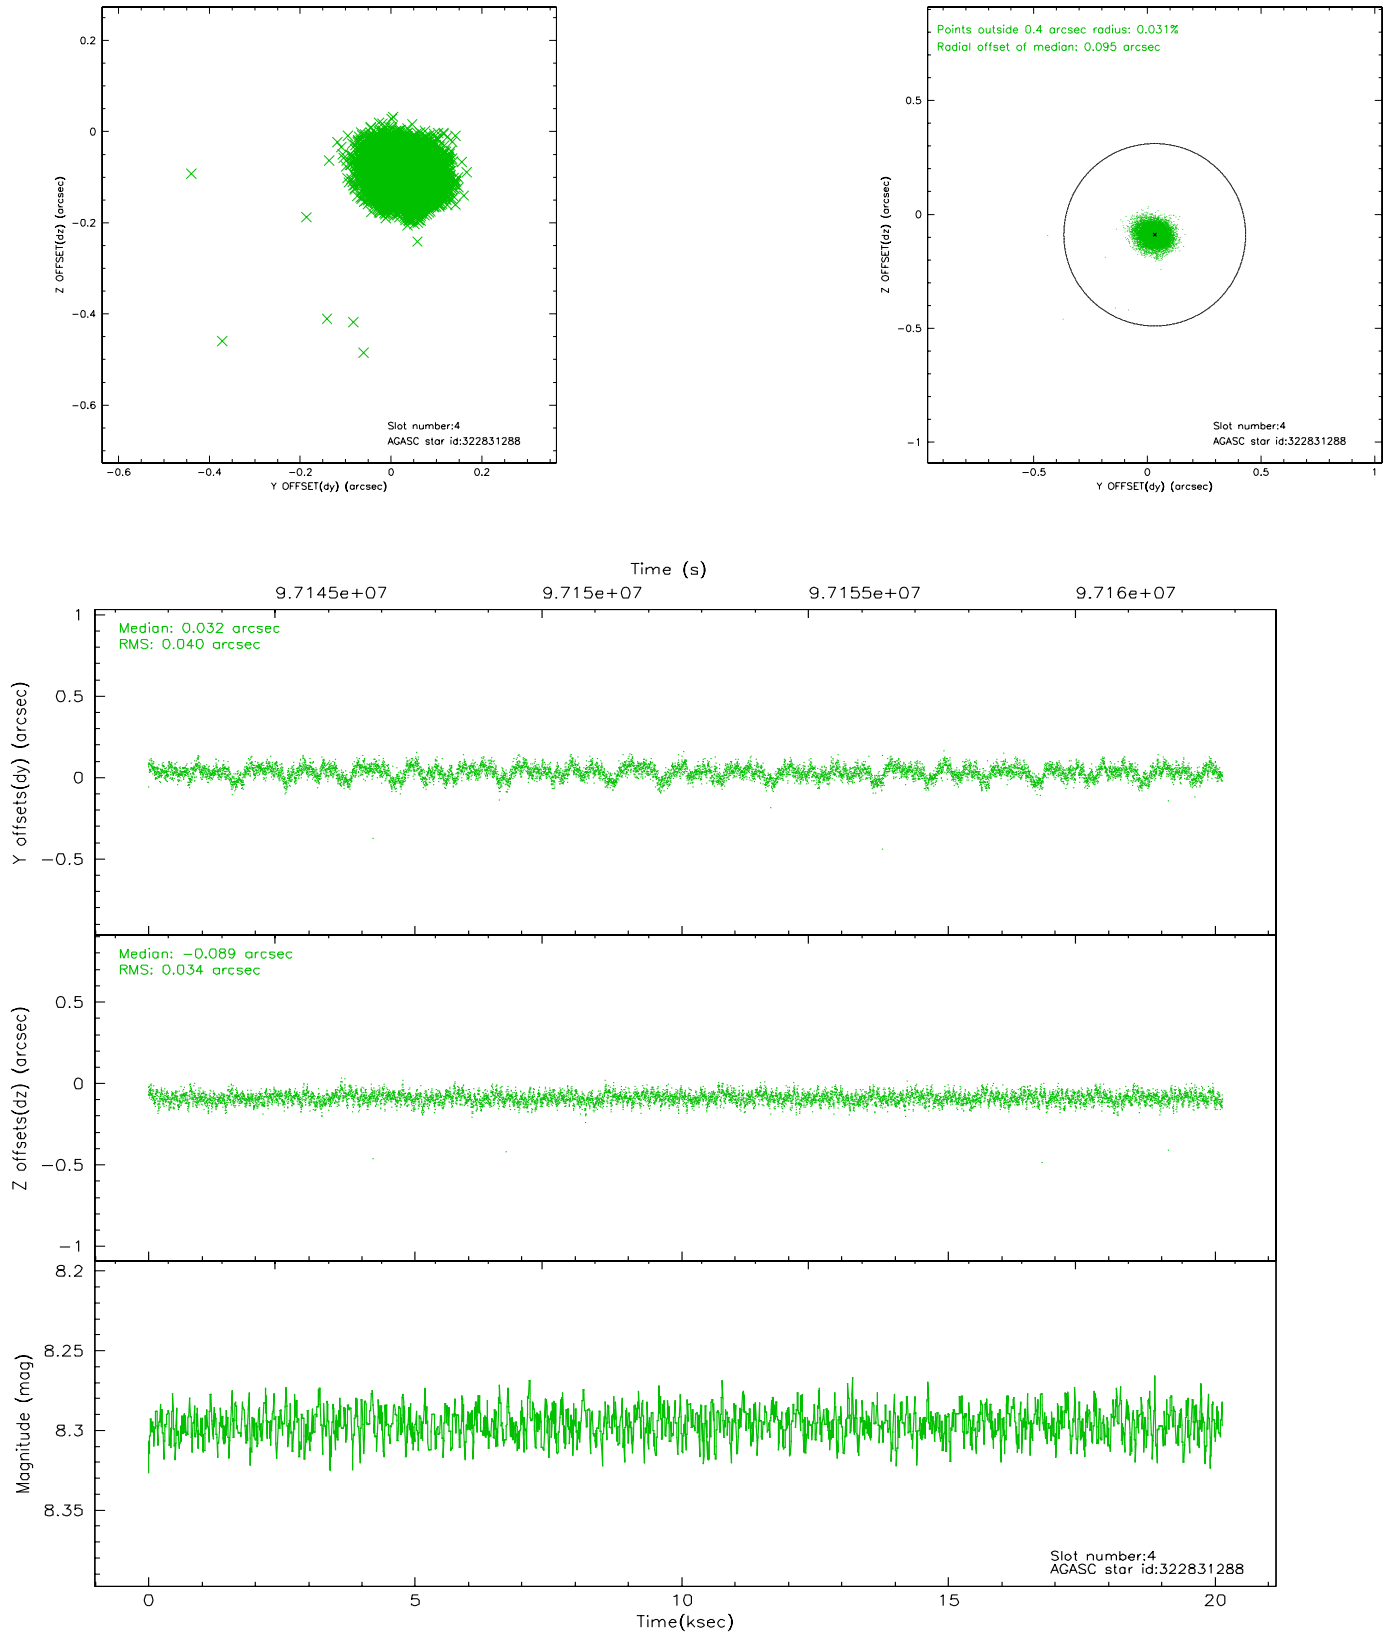 0.2
0
−0.2
−0.4
−0.6
−0.6
−0.4
−0.2
0
0.2
Z OFFSET(dz) (arcsec)
Y OFFSET(dy) (arcsec)
Slot number:4
AGASC star id:322831288
Points outside 0.4 arcsec radius: 0.031%
Radial offset of median: 0.095 arcsec
0.5
0
−0.5
−1
−0.5
0
0.5
1
Z OFFSET(dz) (arcsec)
Y OFFSET(dy) (arcsec)
Slot number:4
AGASC star id:322831288
Time (s)
9.7145e+07 9.715e+07 9.7155e+07 9.716e+07
Median: 0.032 arcsec
RMS: 0.040 arcsec
1
0.5
0
−0.5
Y offsets(dy) (arcsec)
Median: −0.089 arcsec
RMS: 0.034 arcsec
0.5
0
−0.5
−1
Z offsets(dz) (arcsec)
8.2
8.25
8.3
8.35
Magnitude (mag)
Slot number:4
AGASC star id:322831288
0 5 10 15 20
Time(ksec)